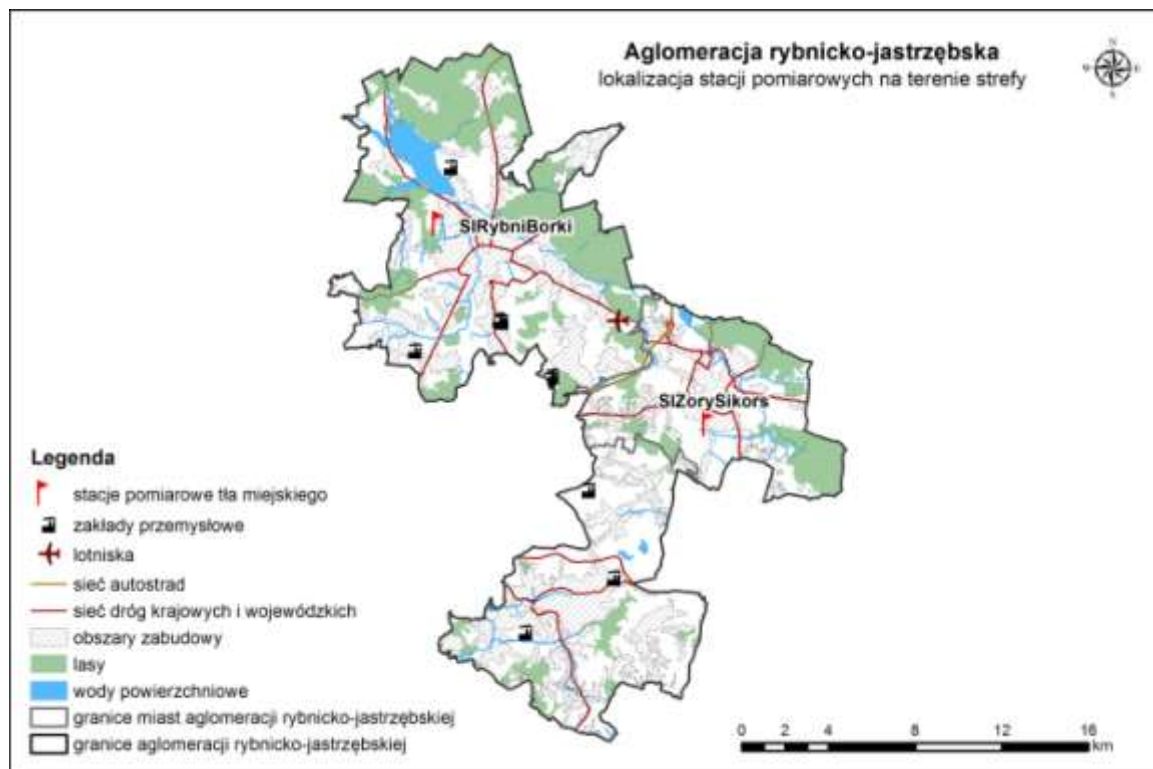 Aglomeracja rybnicko-jastrzębska
lokalizacja stacji pomiarowych na terenie strefy
N
W E
S
SlRybniBorki
SlZorySikors
Legenda
stacje pomiarowe tła miejskiego
zakłady przemysłowe
lotniska
sieć autostrad
sieć dróg krajowych i wojewódzkich
obszary zabudowy
lasy
wody powierzchniowe
granice miast aglomeracji rybnicko-jastrzębskiej
granice aglomeracji rybnicko-jastrzębskiej
0 2 4 8 12 16
km